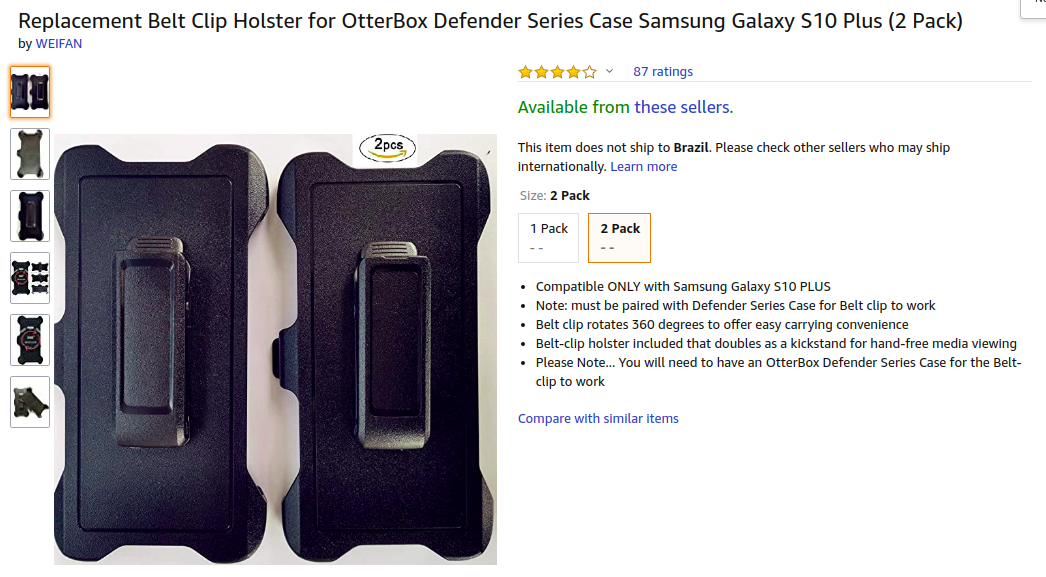 Replacement Belt Clip Holster for OtterBox Defender Series Case Samsung Galaxy S10 Plus (2 Pack)
by WEIFAN
87 ratings
Available from these sellers.
2pcs
This item does not ship to Brazil. Please check other sellers who may ship
internationally. Learn more
Size: 2 Pack
1 Pack
2 Pack
- -
- -
• Compatible ONLY with Samsung Galaxy S10 PLUS
• Note: must be paired with Defender Series Case for Belt clip to work
• Belt clip rotates 360 degrees to offer easy carrying convenience
• Belt-clip holster included that doubles as a kickstand for hand-free media viewing
• Please Note... You will need to have an OtterBox Defender Series Case for the Belt-
clip to work
Compare with similar items